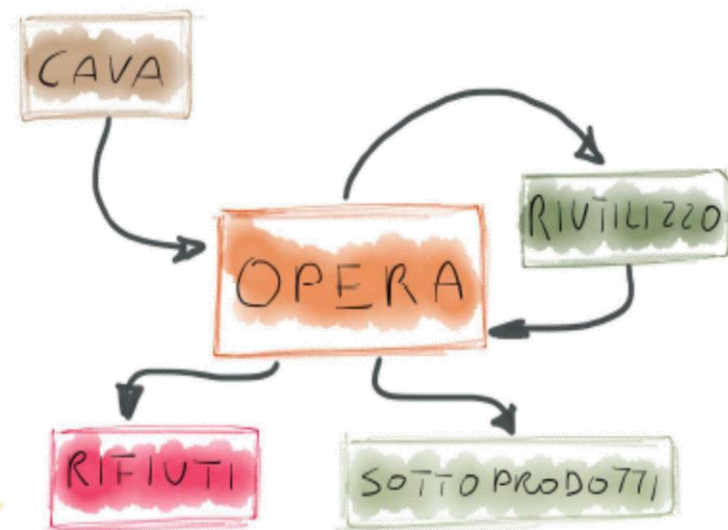 CAVA
RIUTILIZZO
OPERA
RIFIUTI
SOTTOPRODOTTI